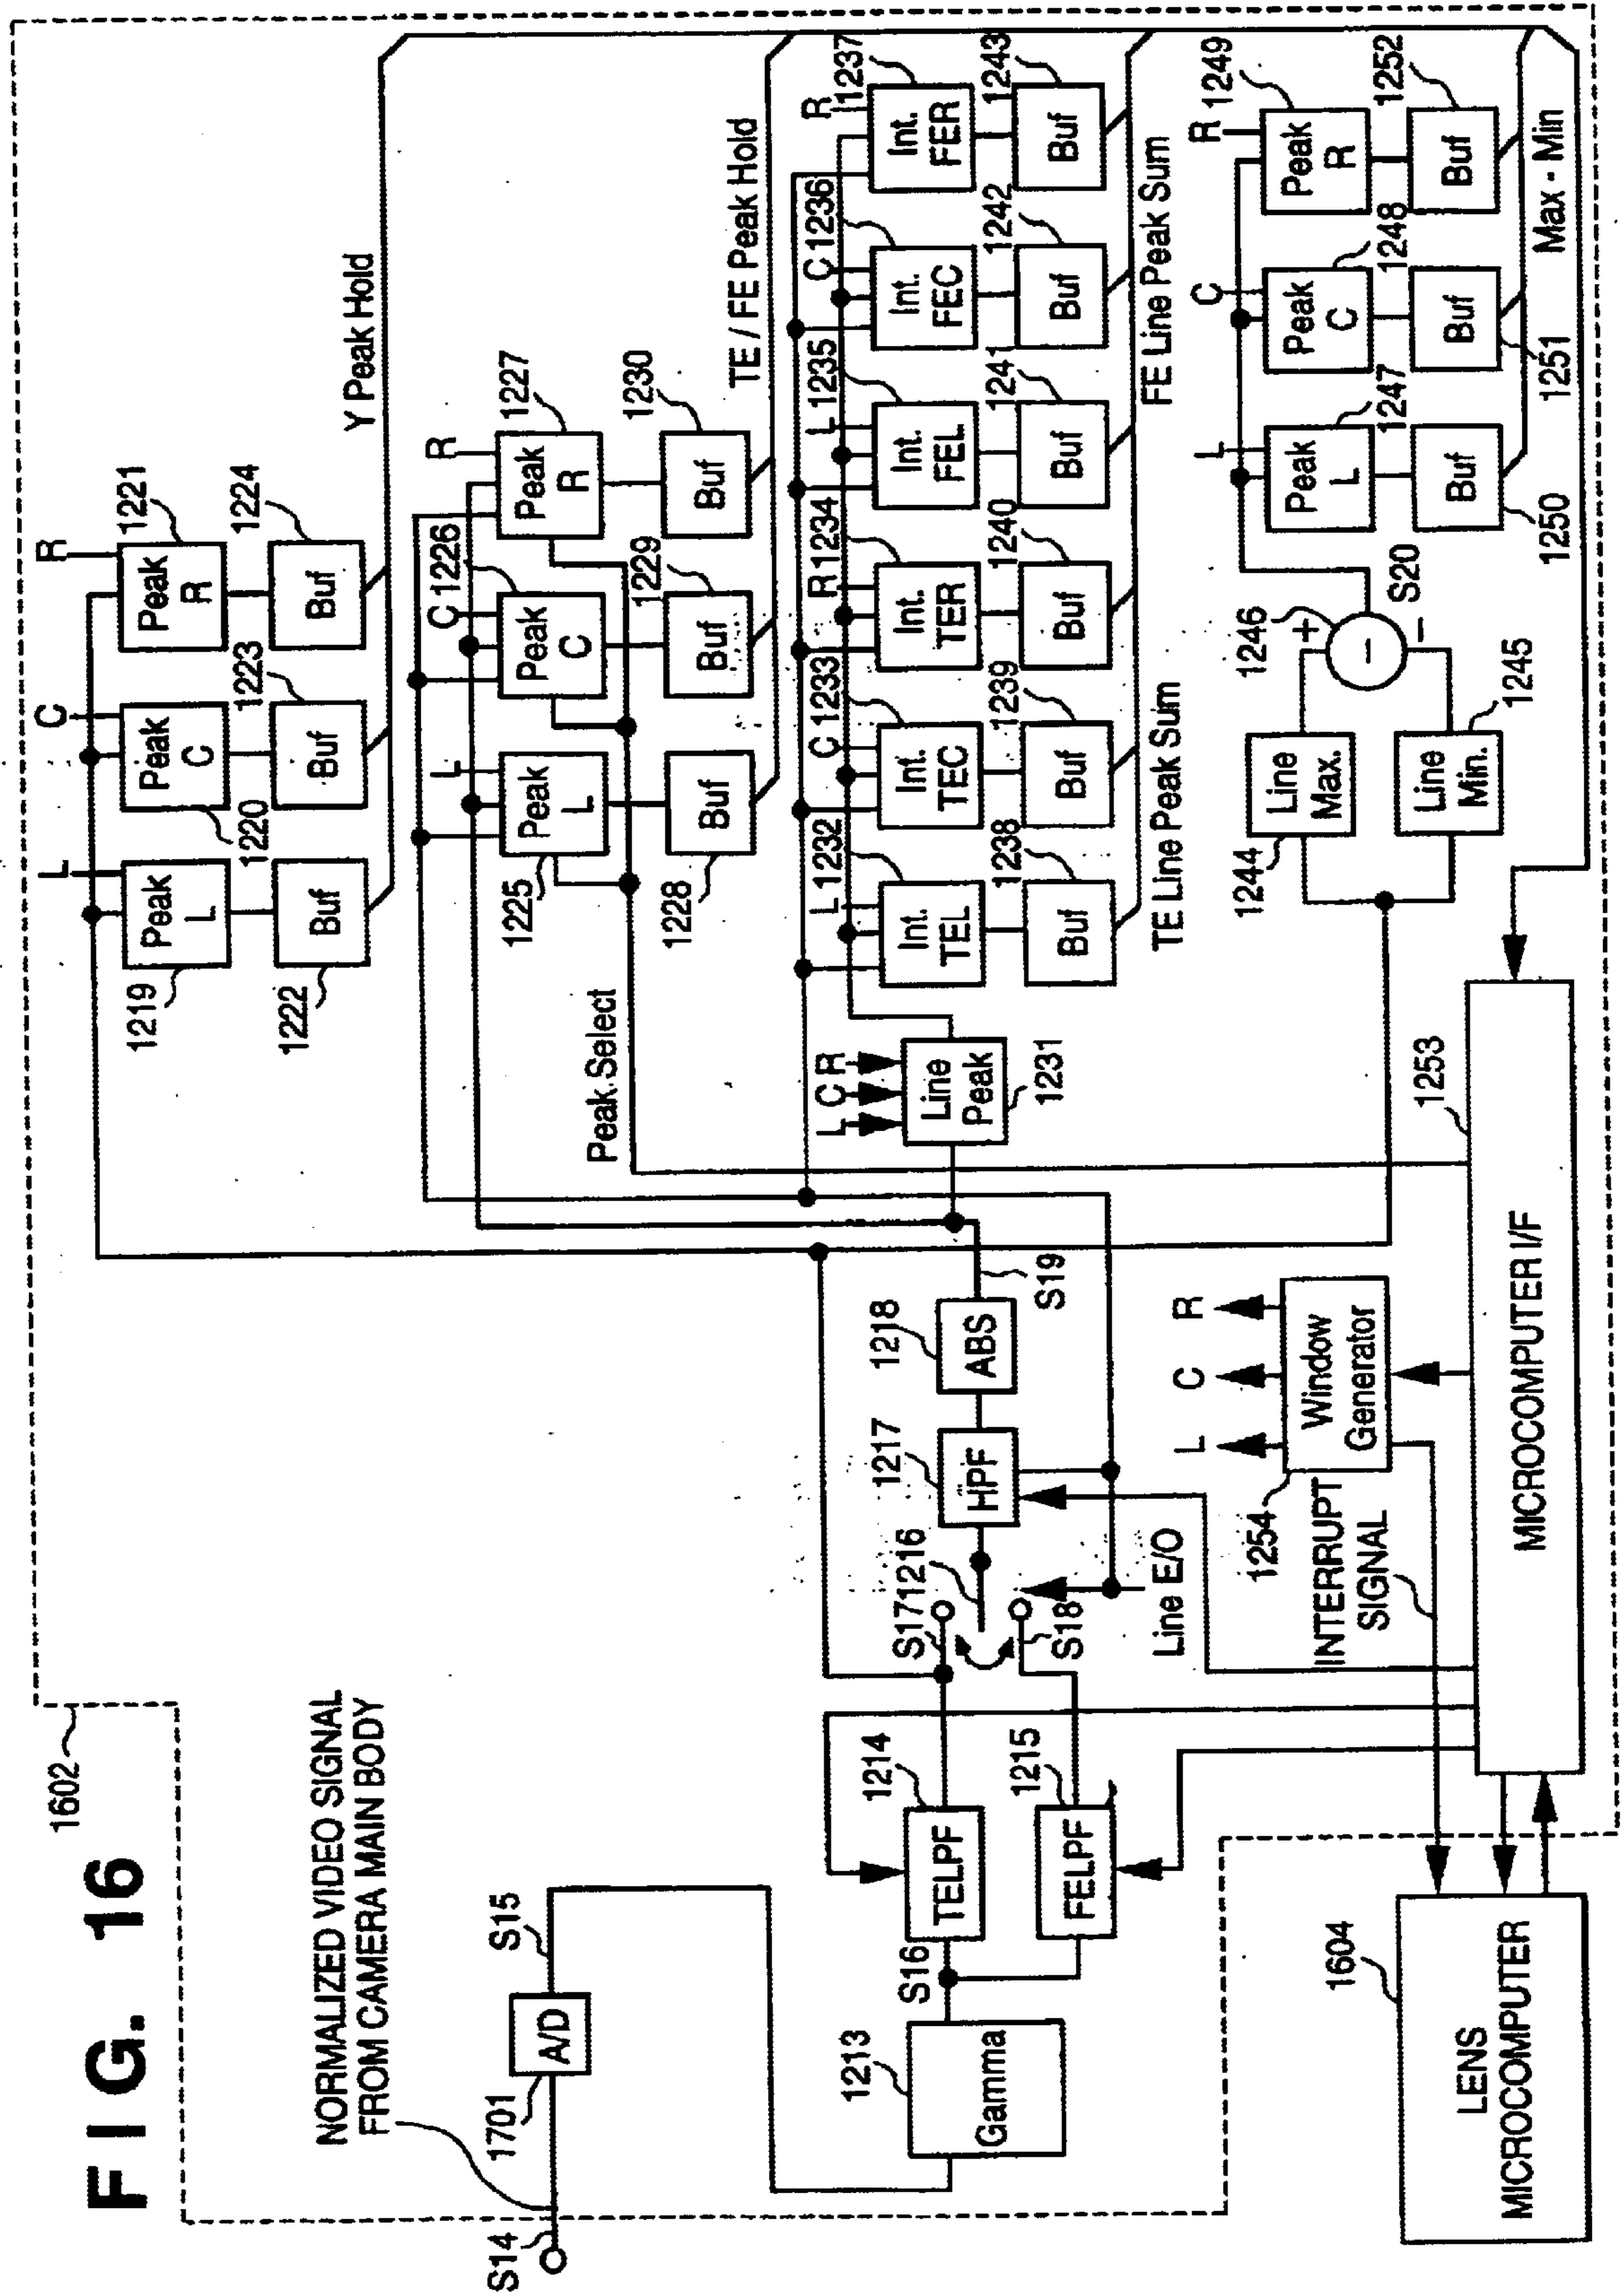 FIG. 16
1602
NORMALIZED VIDEO SIGNAL
FROM CAMERA MAIN BODY
S14
1701
A/D
S15
1213
Gamma
S16
1214
TELPF
1215
FELPF
S17
1216
S18
Line E/O
1217
HPF
1218
ABS
S19
L C R
Line
Peak
1231
Peak Select
L
C
R
1219
Peak
L
1220
Peak
C
1221
Peak
R
1222
Buf
1223
Buf
1224
Buf
Y Peak Hold
L
C
R
1225
Peak
L
1226
Peak
C
1227
Peak
R
1228
Buf
1229
Buf
1230
Buf
TE / FE Peak Hold
L
1232
Int.
TEL
C
1233
Int.
TEC
R
1234
Int.
TER
L
1235
Int.
FEL
C
1236
Int.
FEC
R
1237
Int.
FER
1238
Buf
1239
Buf
1240
Buf
1241
Buf
1242
Buf
1243
Buf
TE Line Peak Sum
FE Line Peak Sum
1244
Line
Max.
1245
Line
Min.
1246
+
−
−
S20
L
C
R
Peak
L
1247
Peak
C
1248
Peak
R
1249
Buf
1250
Buf
1251
Buf
1252
Max - Min
L C R
Window
Generator
1254
INTERRUPT
SIGNAL
1253
MICROCOMPUTER I/F
1604
LENS
MICROCOMPUTER